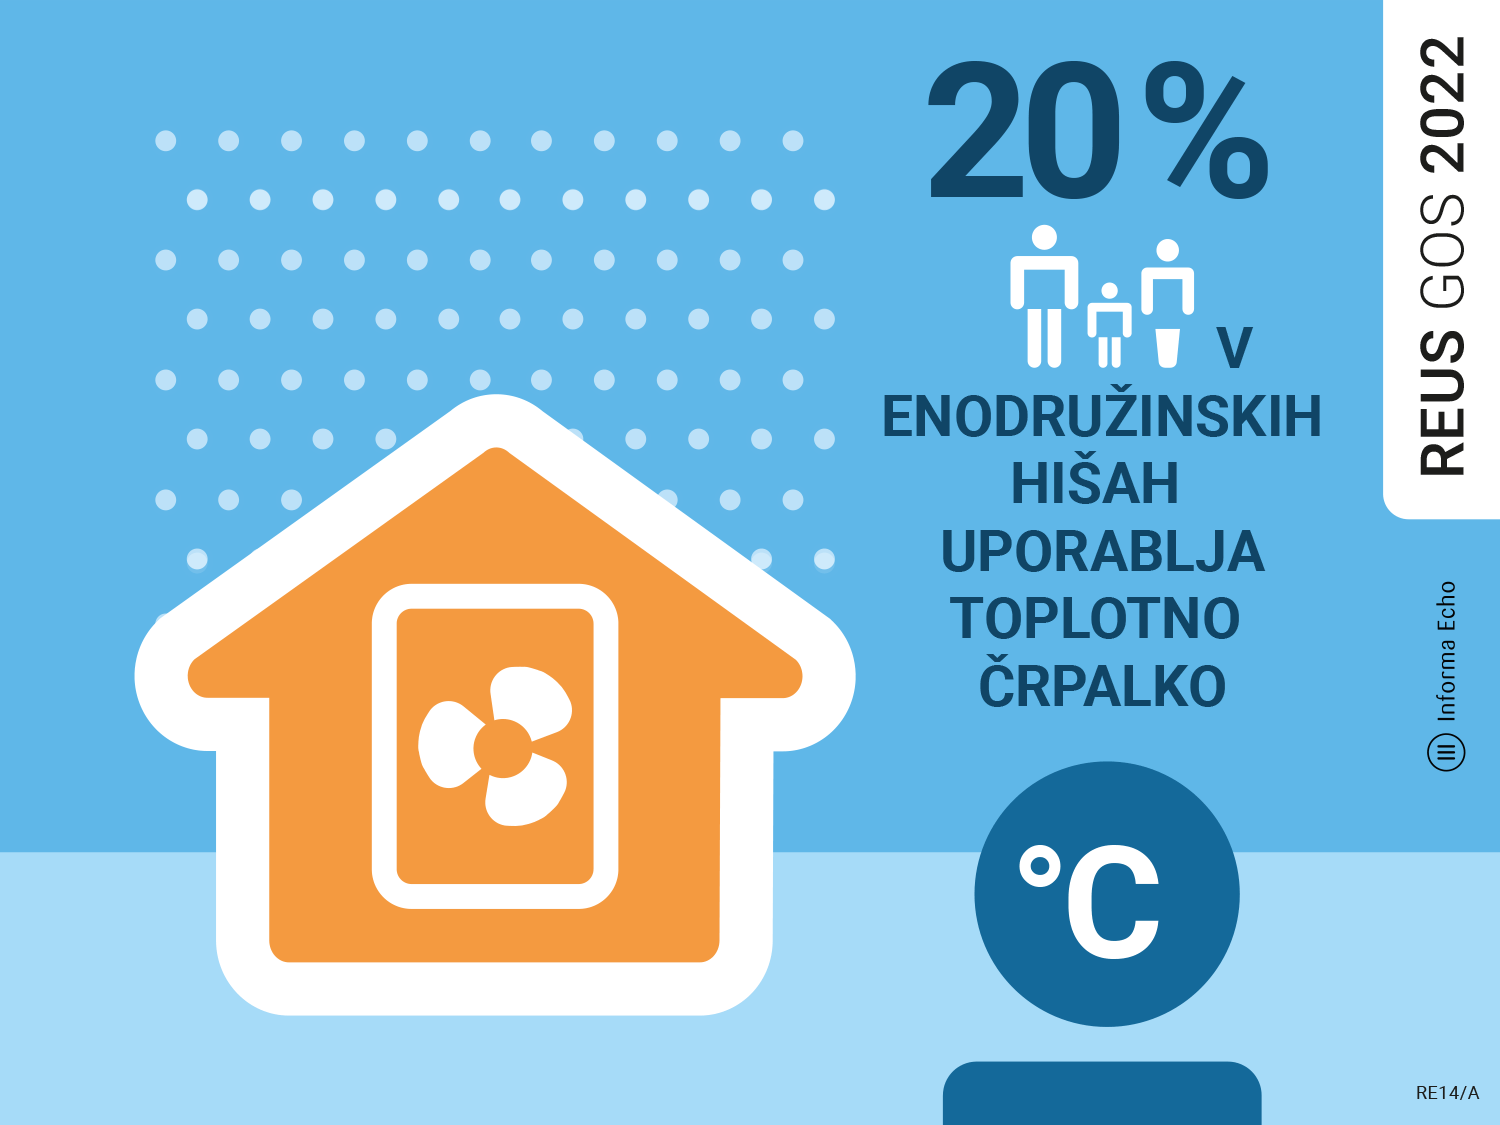 20 %
V
ENODRUŽINSKIH
HIŠAH
UPORABLJA
TOPLOTNO
ČRPALKO
°C
REUS GOS 2022
Informa Echo
RE14/A